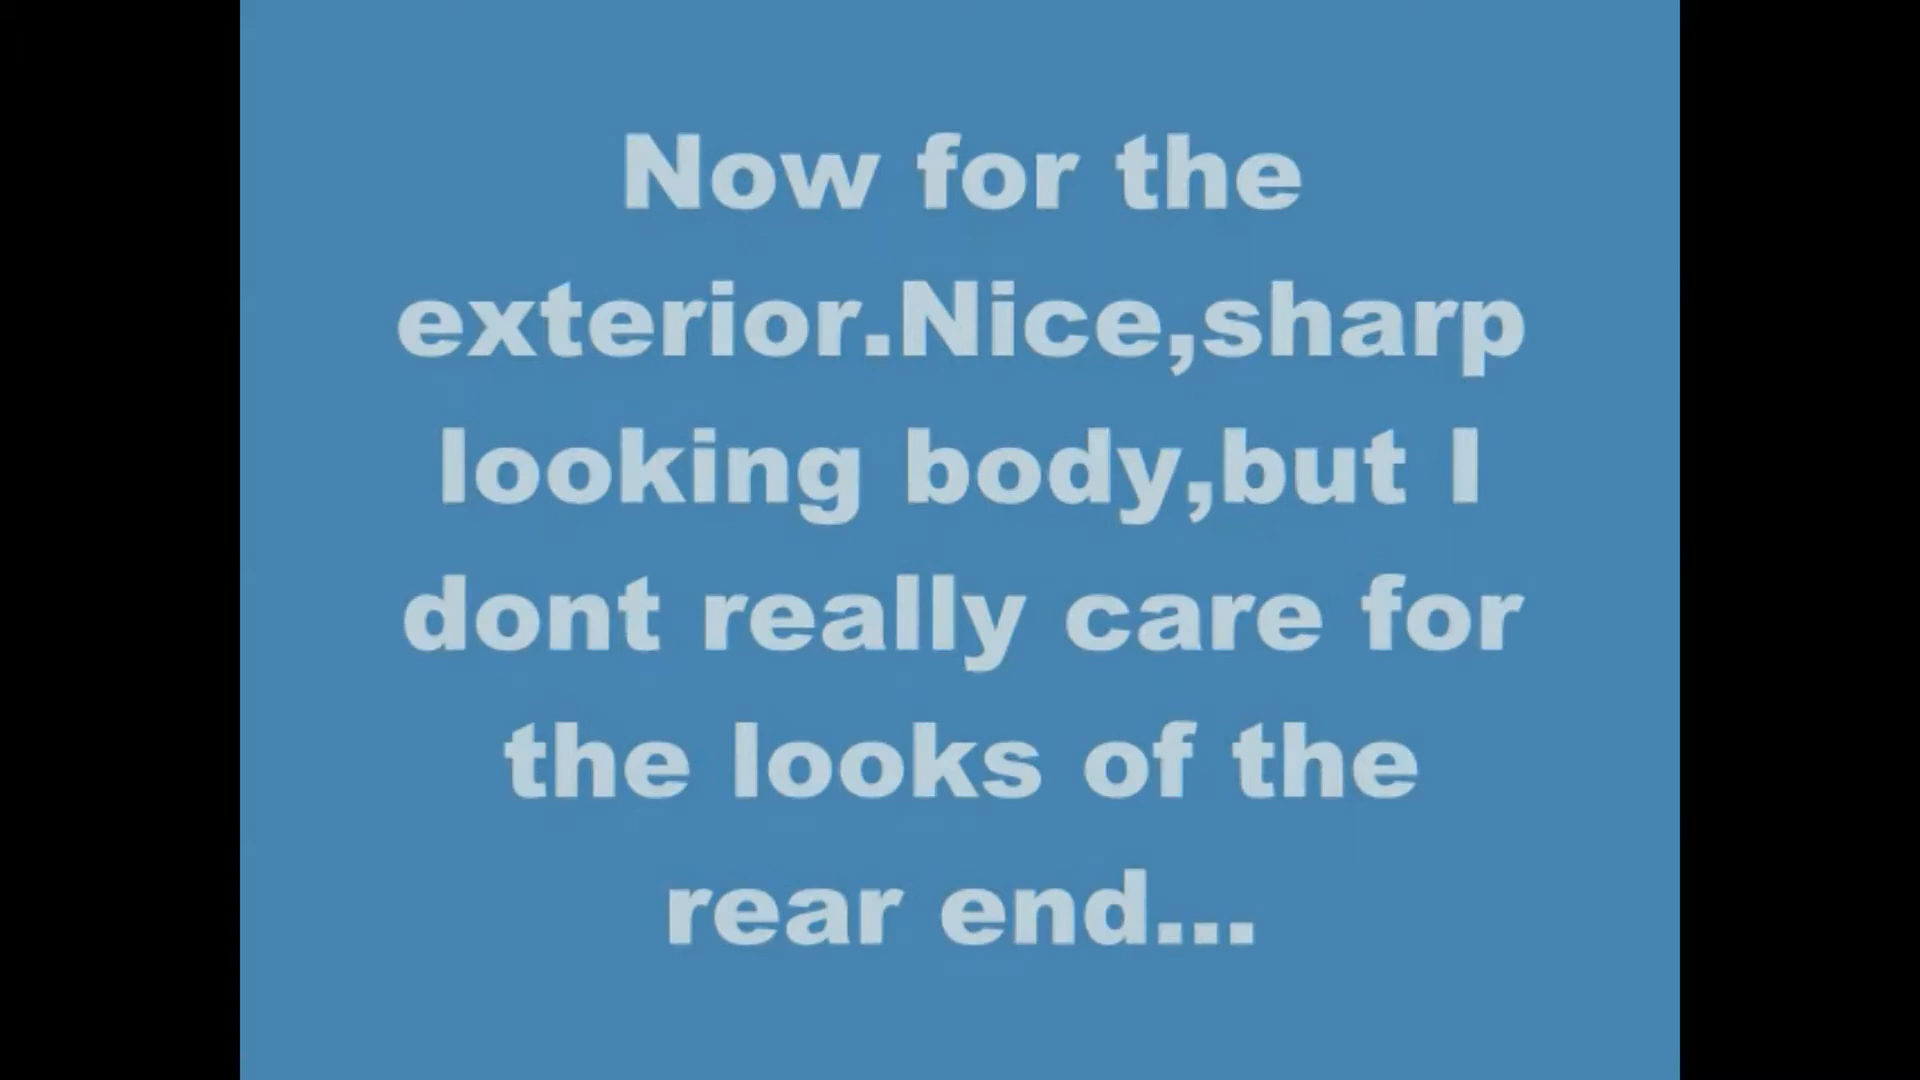 Now for the
exterior.Nice,sharp
looking body,but I
dont really care for
the looks of the
rear end...